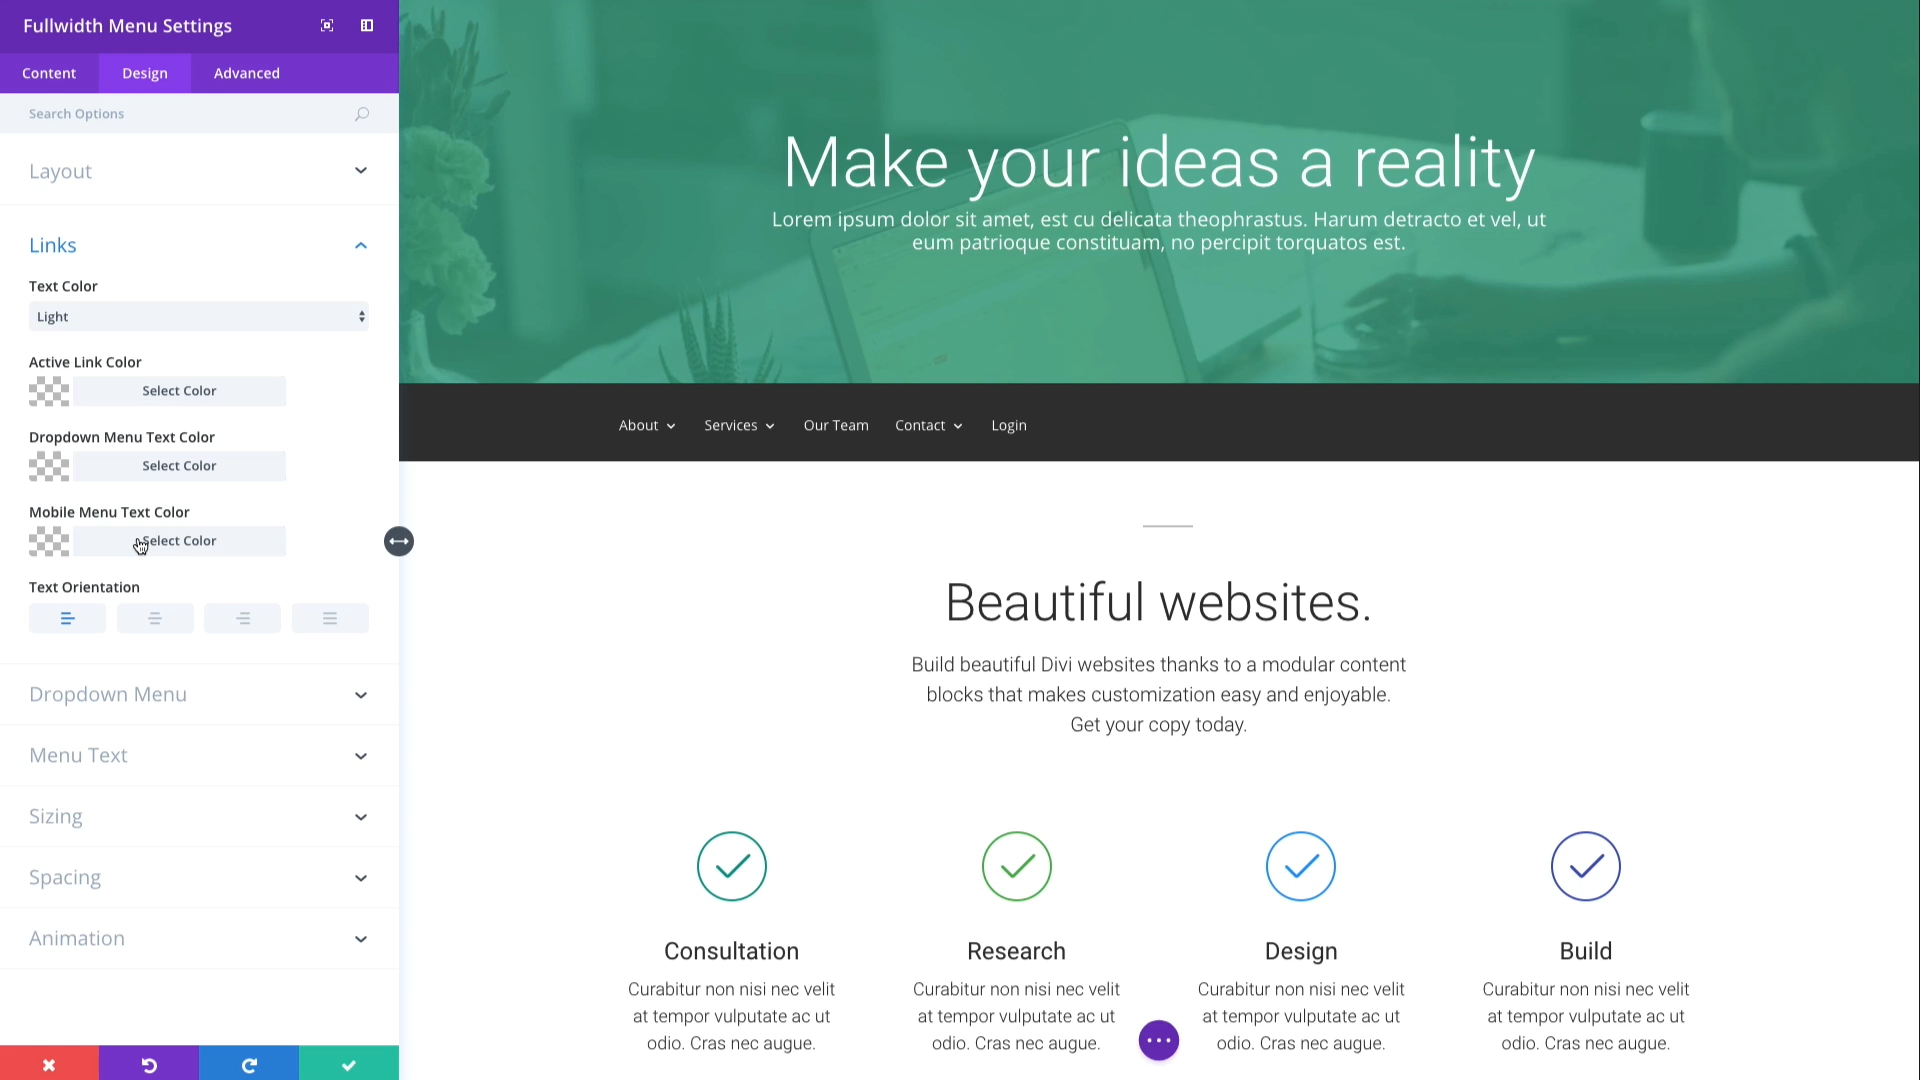 Fullwidth Menu Settings
Content Design Advanced
Search Options
Layout
Links
Text Color
Light
Active Link Color
Select Color
Dropdown Menu Text Color
Select Color
Mobile Menu Text Color
Select Color
Text Orientation
Dropdown Menu
Menu Text
Sizing
Spacing
Animation
Make your ideas a reality
Lorem ipsum dolor sit amet, est cu delicata theophrastus. Harum detracto et vel, ut
eum patrioque constituam, no percipit torquatos est.
About Services Our Team Contact Login
Beautiful websites.
Build beautiful Divi websites thanks to a modular content
blocks that makes customization easy and enjoyable.
Get your copy today.
Consultation
Curabitur non nisi nec velit
at tempor vulputate ac ut
odio. Cras nec augue.
Research
Curabitur non nisi nec velit
at tempor vulputate ac ut
odio. Cras nec augue.
Design
Curabitur non nisi nec velit
at tempor vulputate ac ut
odio. Cras nec augue.
Build
Curabitur non nisi nec velit
at tempor vulputate ac ut
odio. Cras nec augue.